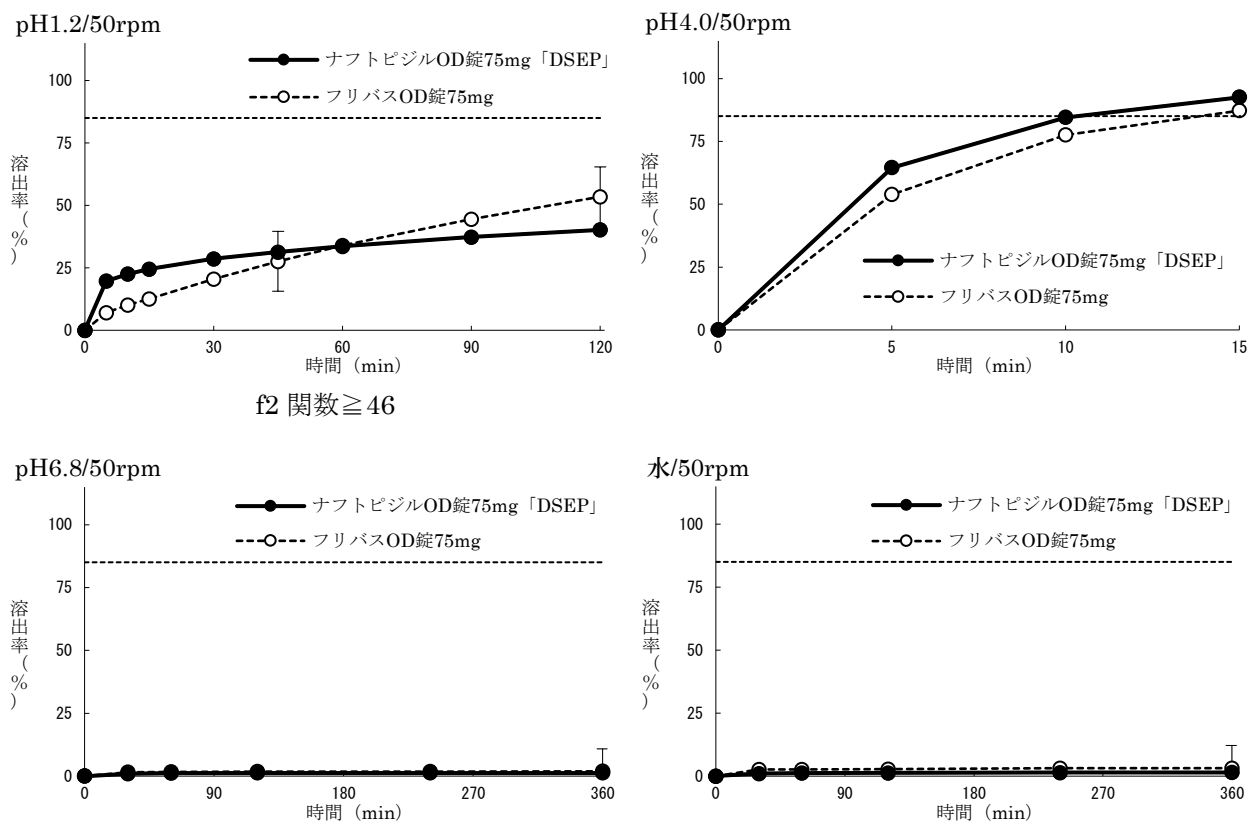 pH1.2/50rpm
ナフトピジルOD錠75mg「DSEP」
フリバスOD錠75mg
100
75
50
25
0
溶出率(%)
0 30 60 90 120
時間（min）
f2 関数≧46
pH4.0/50rpm
100
75
50
25
0
溶出率(%)
ナフトピジルOD錠75mg「DSEP」
フリバスOD錠75mg
0 5 10 15
時間（min）
pH6.8/50rpm
ナフトピジルOD錠75mg「DSEP」
フリバスOD錠75mg
100
75
50
25
0
溶出率(%)
0 90 180 270 360
時間（min）
水/50rpm
ナフトピジルOD錠75mg「DSEP」
フリバスOD錠75mg
100
75
50
25
0
溶出率(%)
0 90 180 270 360
時間（min）